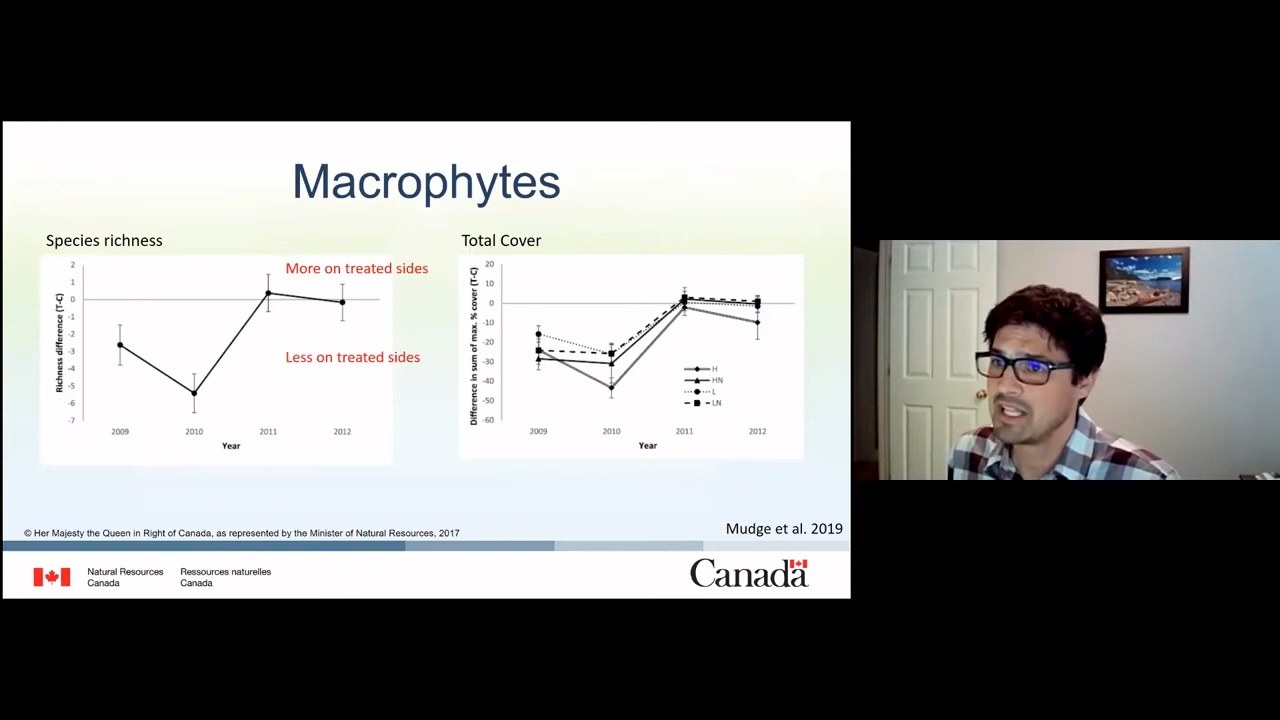 Macrophytes
Species richness
More on treated sides
Less on treated sides
Richness difference (T-C)
2
1
0
-1
-2
-3
-4
-5
-6
-7
2009 2010 2011 2012
Year
Total Cover
Difference in sum of max. % cover (T-C)
20
10
0
-10
-20
-30
-40
-50
-60
H
HN
L
LN
2009 2010 2011 2012
Year
Mudge et al. 2019
© Her Majesty the Queen in Right of Canada, as represented by the Minister of Natural Resources, 2017
Natural Resources Canada
Ressources naturelles Canada
Canada